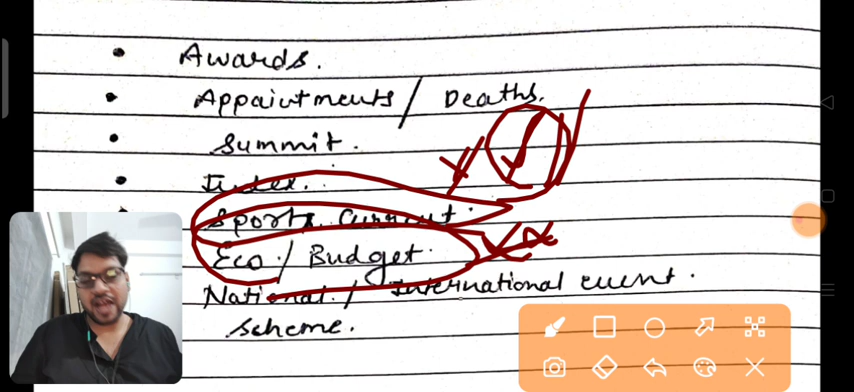 Awards.
Appointments / Deaths.
Summit.
Index.
Sports Current.
Eco. / Budget.
National / International event.
Scheme.